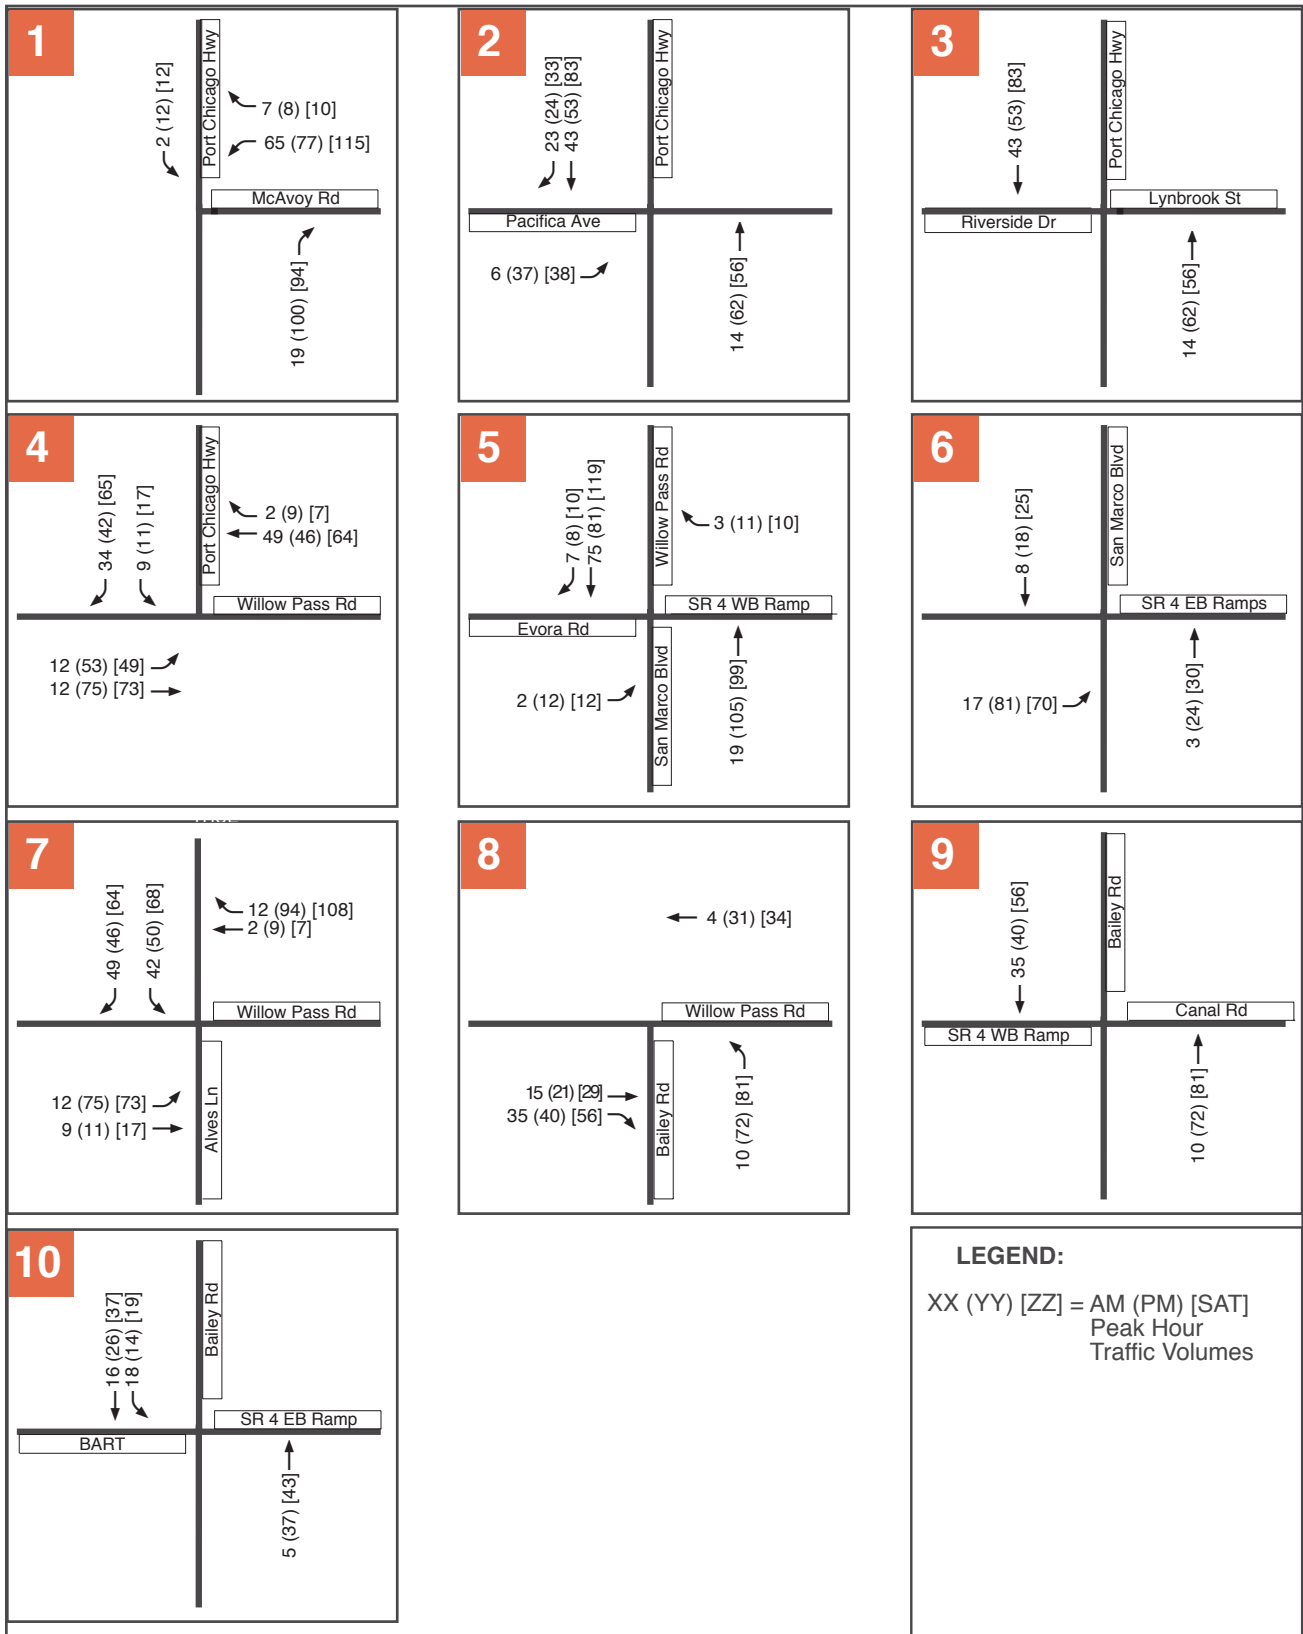 1
Port Chicago Hwy
2 (12) [12]
7 (8) [10]
65 (77) [115]
McAvoy Rd
19 (100) [94]
2
Port Chicago Hwy
23 (24) [33]
43 (53) [83]
Pacifica Ave
6 (37) [38]
14 (62) [56]
3
Port Chicago Hwy
43 (53) [83]
Lynbrook St
Riverside Dr
14 (62) [56]
4
Port Chicago Hwy
34 (42) [65]
9 (11) [17]
2 (9) [7]
49 (46) [64]
Willow Pass Rd
12 (53) [49]
12 (75) [73]
5
Willow Pass Rd
7 (8) [10]
75 (81) [119]
3 (11) [10]
SR 4 WB Ramp
Evora Rd
San Marco Blvd
2 (12) [12]
19 (105) [99]
6
San Marco Blvd
8 (18) [25]
SR 4 EB Ramps
17 (81) [70]
3 (24) [30]
7
49 (46) [64]
42 (50) [68]
12 (94) [108]
2 (9) [7]
Willow Pass Rd
12 (75) [73]
9 (11) [17]
Alves Ln
8
4 (31) [34]
Willow Pass Rd
15 (21) [29]
35 (40) [56]
Bailey Rd
10 (72) [81]
9
Bailey Rd
35 (40) [56]
Canal Rd
SR 4 WB Ramp
10 (72) [81]
10
Bailey Rd
16 (26) [37]
18 (14) [19]
SR 4 EB Ramp
BART
5 (37) [43]
LEGEND:
XX (YY) [ZZ] = AM (PM) [SAT]
Peak Hour
Traffic Volumes